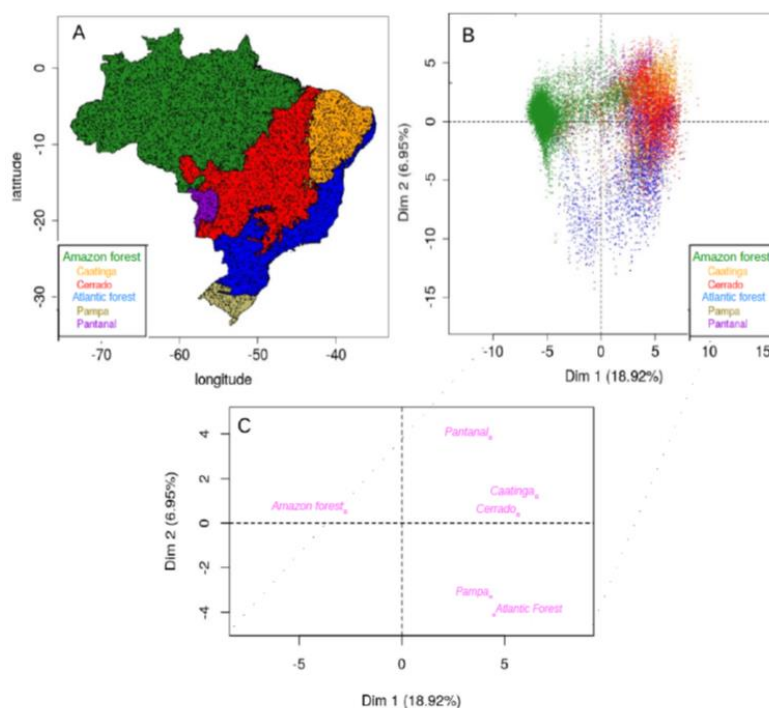 A
latitude
0
-10
-20
-30
Amazon forest
Caatinga
Cerrado
Atlantic forest
Pampa
Pantanal
-70
-60
-50
-40
longitude
B
Dim 2 (6.95%)
5
0
-5
-10
-15
Amazon forest
Caatinga
Cerrado
Atlantic forest
Pampa
Pantanal
-10
-5
0
5
10
15
Dim 1 (18.92%)
C
Dim 2 (6.95%)
4
2
0
-2
-4
Pantanal
Caatinga
Amazon forest
Cerrado
Pampa
Atlantic Forest
-5
0
5
Dim 1 (18.92%)